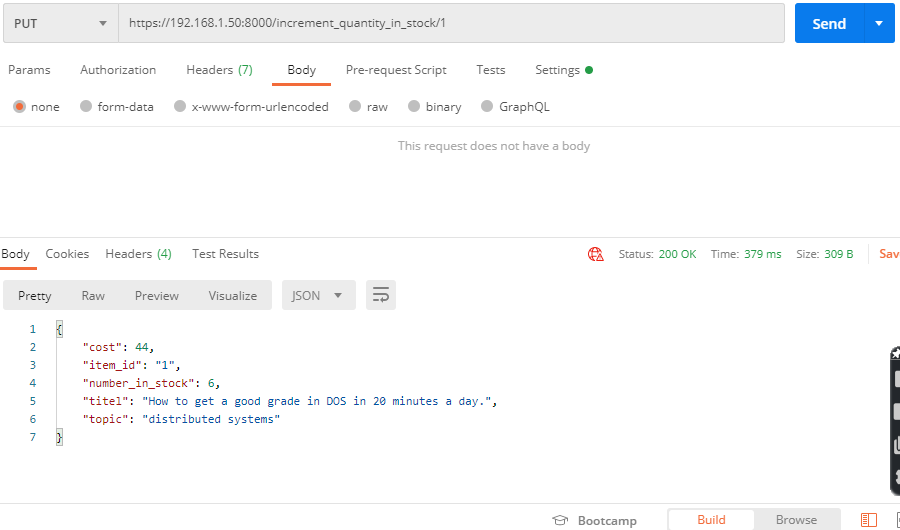 PUT https://192.168.1.50:8000/increment_quantity_in_stock/1 Send
Params Authorization Headers (7) Body Pre-request Script Tests Settings
none form-data x-www-form-urlencoded raw binary GraphQL
This request does not have a body
Body Cookies Headers (4) Test Results Status: 200 OK Time: 379 ms Size: 309 B Sav
Pretty Raw Preview Visualize JSON
1 {
2 "cost": 44,
3 "item_id": "1",
4 "number_in_stock": 6,
5 "titel": "How to get a good grade in DOS in 20 minutes a day.",
6 "topic": "distributed systems"
7 }
Bootcamp Build Browse